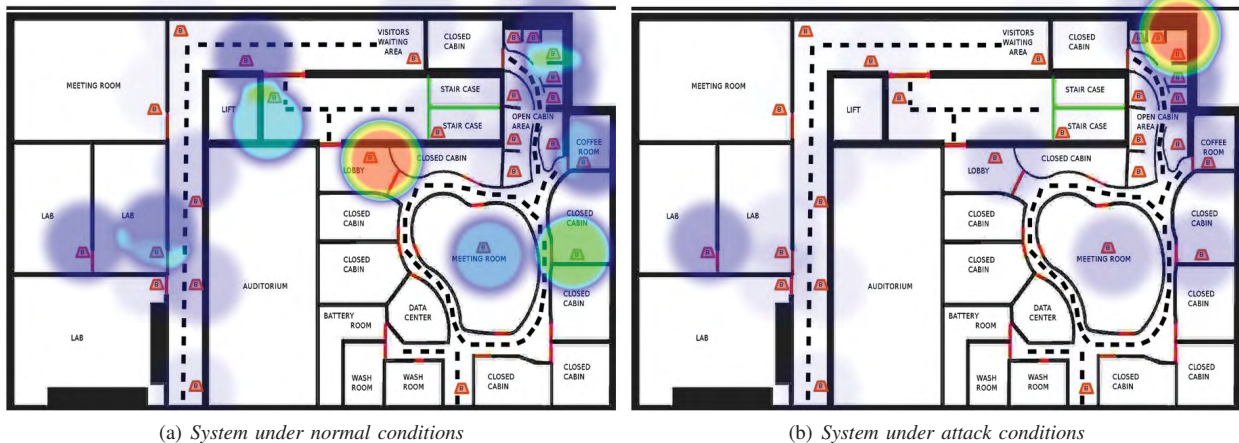 VISITORS
WAITING
AREA
CLOSED
CABIN
MEETING ROOM
LIFT
STAIR CASE
STAIR CASE
OPEN CABIN
AREA
COFFEE
ROOM
LOBBY
CLOSED CABIN
LAB
LAB
CLOSED
CABIN
CLOSED
CABIN
MEETING ROOM
CLOSED
CABIN
AUDITORIUM
CLOSED
CABIN
DATA
CENTER
BATTERY
ROOM
LAB
WASH
ROOM
WASH
ROOM
CLOSED
CABIN
CLOSED
CABIN
(a) System under normal conditions
VISITORS
WAITING
AREA
CLOSED
CABIN
MEETING ROOM
LIFT
STAIR CASE
STAIR CASE
OPEN CABIN
AREA
COFFEE
ROOM
LOBBY
CLOSED CABIN
LAB
LAB
CLOSED
CABIN
CLOSED
CABIN
MEETING ROOM
CLOSED
CABIN
AUDITORIUM
CLOSED
CABIN
DATA
CENTER
BATTERY
ROOM
LAB
WASH
ROOM
WASH
ROOM
CLOSED
CABIN
CLOSED
CABIN
(b) System under attack conditions